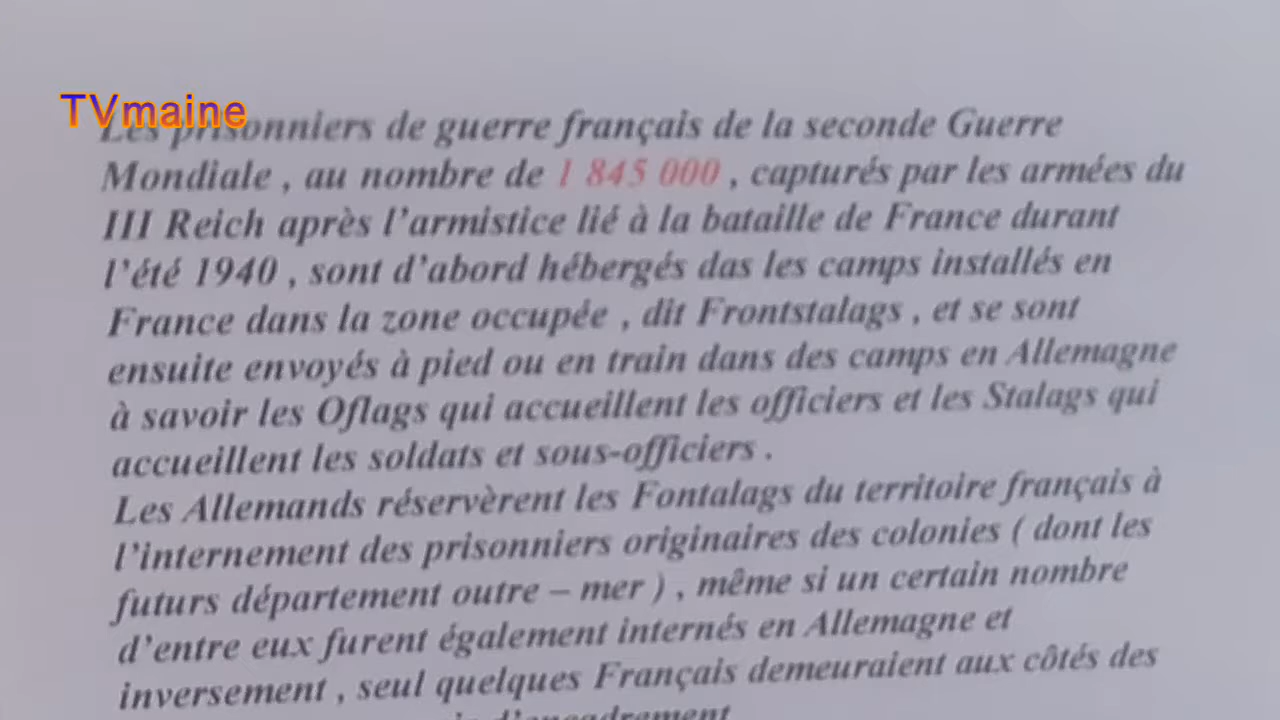 TVmaine
Les prisonniers de guerre français de la seconde Guerre
Mondiale , au nombre de 1 845 000 , capturés par les armées du
III Reich après l’armistice lié à la bataille de France durant
l’été 1940 , sont d’abord hébergés das les camps installés en
France dans la zone occupée , dit Frontstalags , et se sont
ensuite envoyés à pied ou en train dans des camps en Allemagne
à savoir les Oflags qui accueillent les officiers et les Stalags qui
accueillent les soldats et sous-officiers .
Les Allemands réservèrent les Fontalags du territoire français à
l’internement des prisonniers originaires des colonies ( dont les
futurs département outre – mer ) , même si un certain nombre
d’entre eux furent également internés en Allemagne et
inversement , seul quelques Français demeuraient aux côtés des
d’encadrement